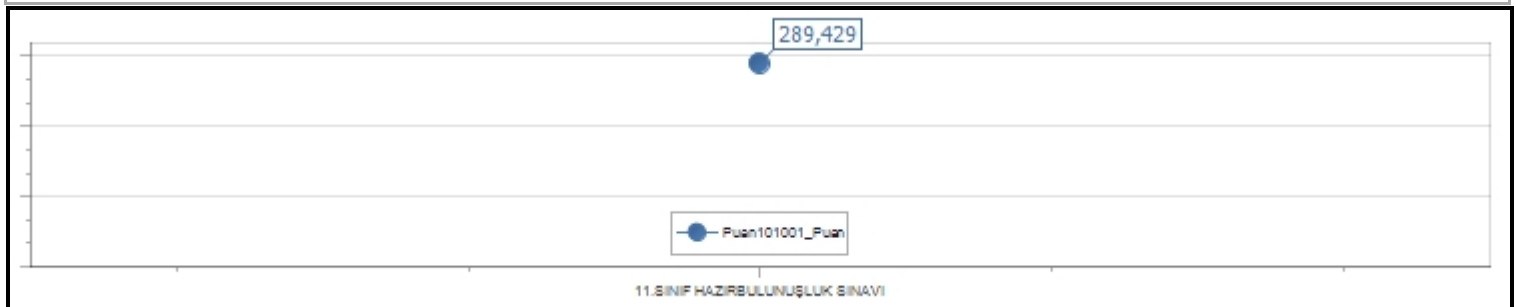 289,429
Puan101001_Puan
11.SINIF HAZIRBULUNUŞLUK SINAVI